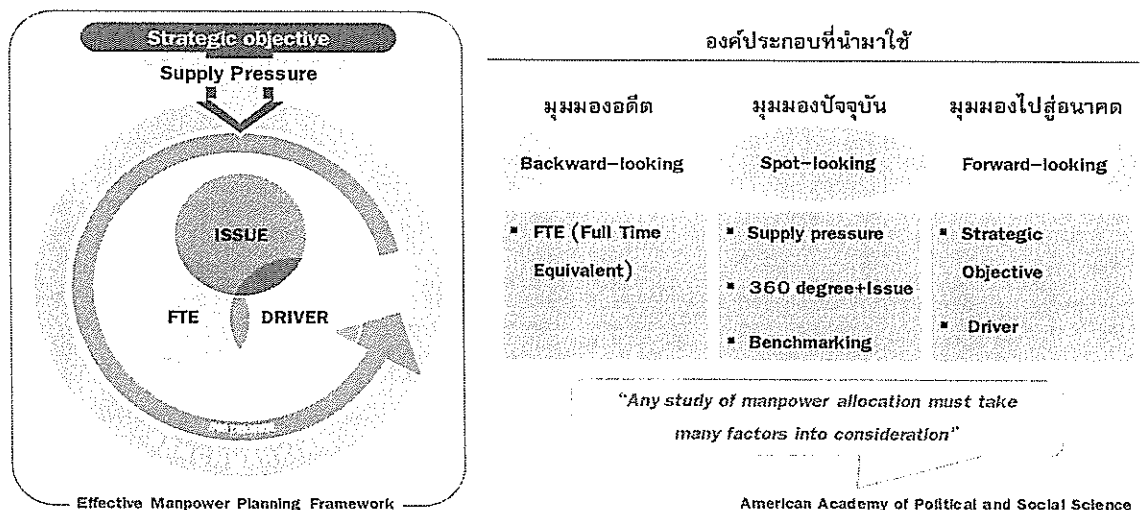 Strategic objective
Supply Pressure
ISSUE
FTE
DRIVER
Effective Manpower Planning Framework
องค์ประกอบที่นำมาใช้
มุมมองอดีต
มุมมองปัจจุบัน
มุมมองไปสู่อนาคต
Backward-looking
Spot-looking
Forward-looking
▪ FTE (Full Time
Equivalent)
▪ Supply pressure
▪ 360 degree+Issue
▪ Benchmarking
▪ Strategic
Objective
▪ Driver
"Any study of manpower allocation must take
many factors into consideration"
American Academy of Political and Social Science